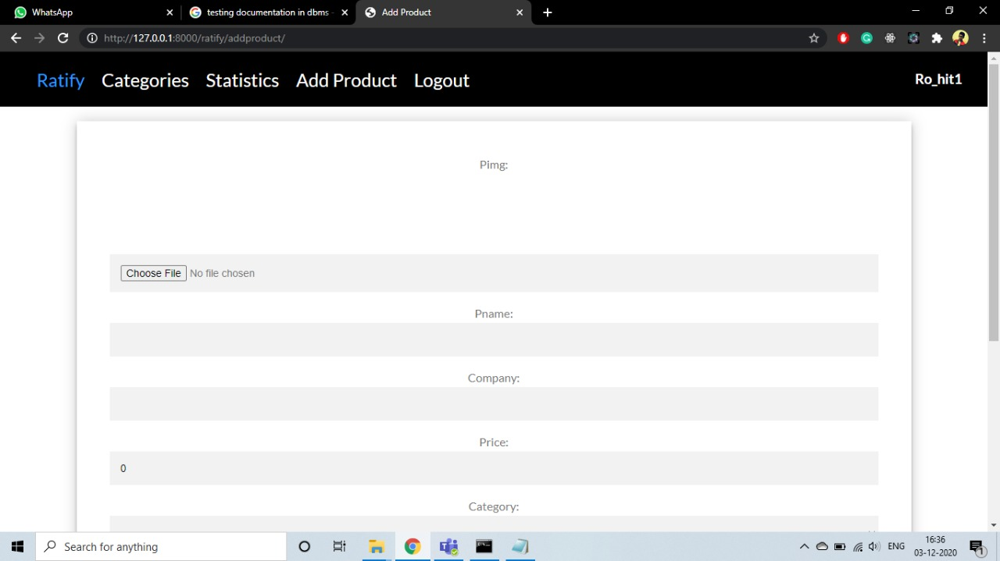 WhatsApp
testing documentation in dbms -
Add Product
http://127.0.0.1:8000/ratify/addproduct/
Ratify Categories Statistics Add Product Logout
Ro_hit1
Pimg:
Choose File No file chosen
Pname:
Company:
Price:
0
Category:
Search for anything
ENG
16:36
03-12-2020
1